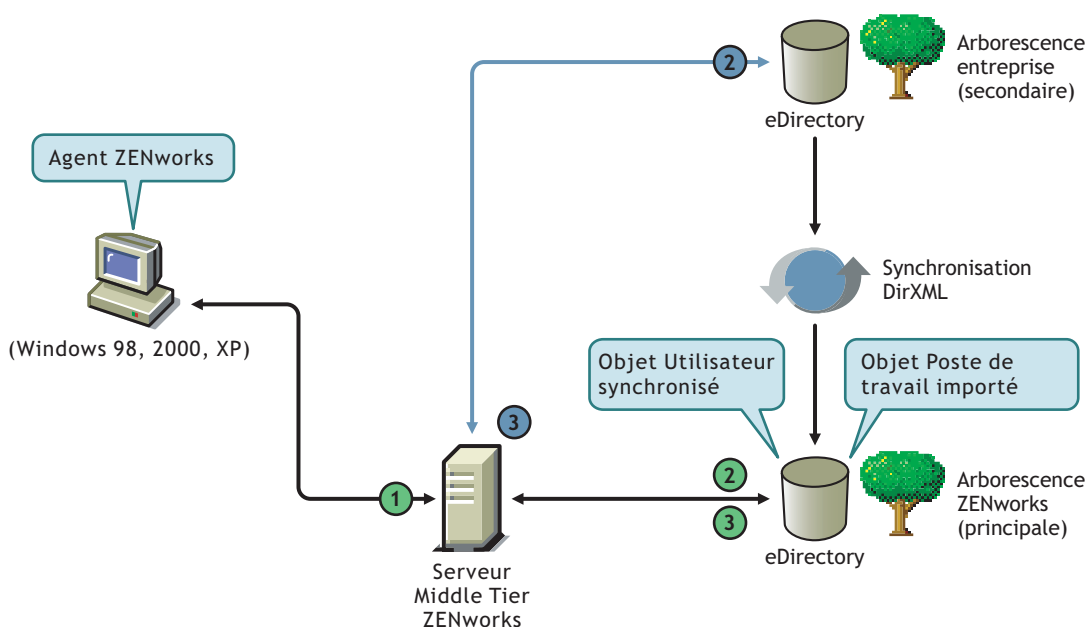 2
Arborescence
entreprise
(secondaire)
eDirectory
Agent ZENworks
Synchronisation
DirXML
(Windows 98, 2000, XP)
Objet Utilisateur
synchronisé
Objet Poste de
travail importé
3
1
2
3
Arborescence
ZENworks
(principale)
eDirectory
Serveur
Middle Tier
ZENworks